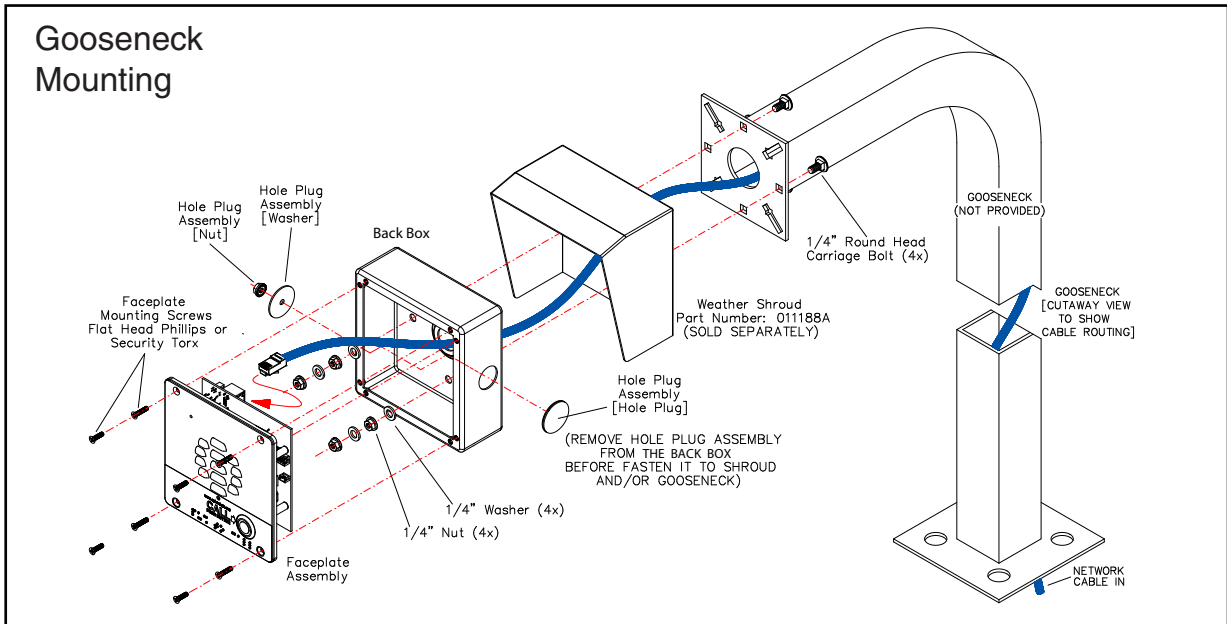 Gooseneck
Mounting
Hole Plug
Assembly
[Washer]
Hole Plug
Assembly
[Nut]
Back Box
Faceplate
Mounting Screws
Flat Head Phillips or
Security Torx
GOOSENECK
(NOT PROVIDED)
1/4" Round Head
Carriage Bolt (4x)
Weather Shroud
Part Number: 011188A
(SOLD SEPARATELY)
GOOSENECK
[CUTAWAY VIEW
TO SHOW
CABLE ROUTING]
Hole Plug
Assembly
[Hole Plug]
(REMOVE HOLE PLUG ASSEMBLY
FROM THE BACK BOX
BEFORE FASTEN IT TO SHROUD
AND/OR GOOSENECK)
1/4" Washer (4x)
1/4" Nut (4x)
CALL
Faceplate
Assembly
NETWORK
CABLE IN